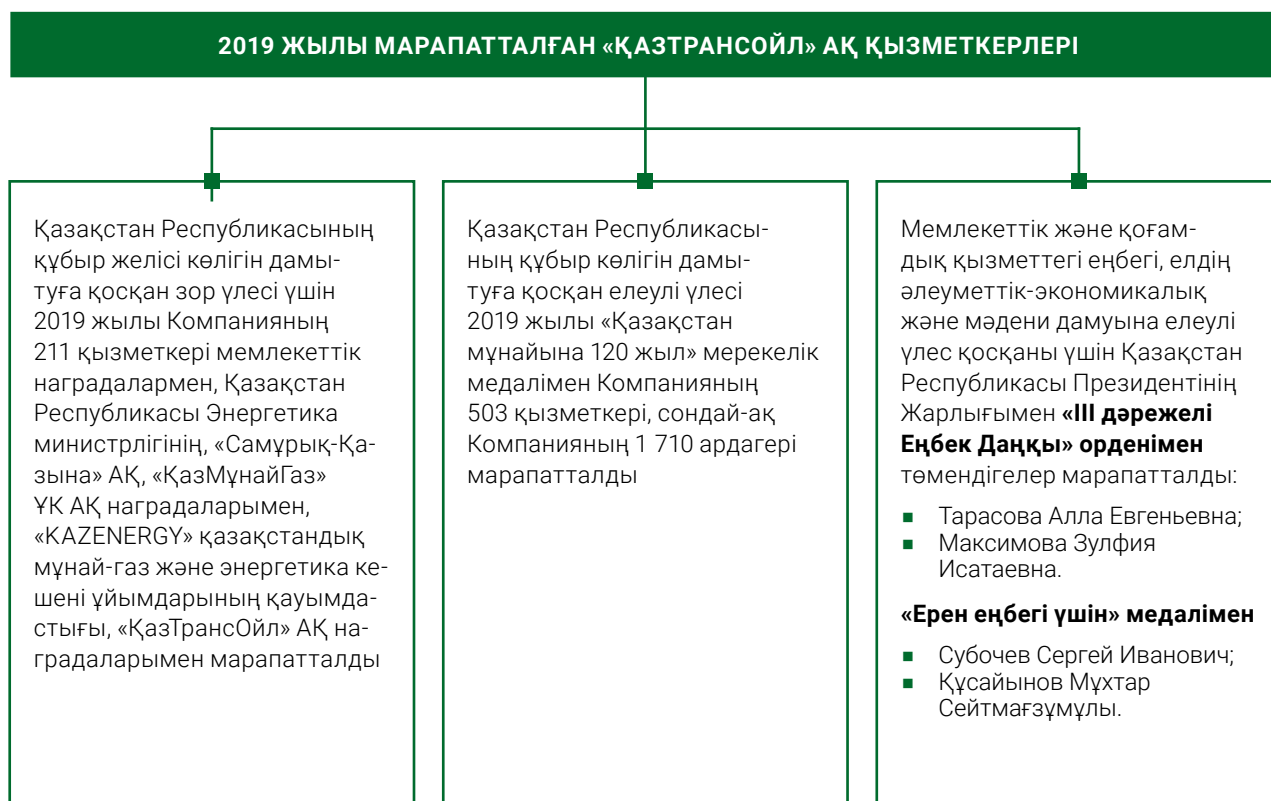 2019 ЖЫЛЫ МАРАПАТТАЛҒАН «ҚАЗТРАНСОЙЛ» АҚ ҚЫЗМЕТКЕРЛЕРІ
Қазақстан Республикасының
құбыр желісі көлігін дамы-
туға қосқан зор үлесі үшін
2019 жылы Компанияның
211 қызметкері мемлекеттік
наградалармен, Қазақстан
Республикасы Энергетика
министрлігінің, «Самұрық-Қа-
зына» АҚ, «ҚазМұнайГаз»
ҰК АҚ наградаларымен,
«KAZENERGY» қазақстандық
мұнай-газ және энергетика ке-
шені ұйымдарының қауымда-
стығы, «ҚазТрансОйл» АҚ на-
градаларымен марапатталды
Қазақстан Республикасы-
ның құбыр көлігін дамы-
туға қосқан елеулі үлесі
2019 жылы «Қазақстан
мұнайына 120 жыл» мерекелік
медалімен Компанияның
503 қызметкері, сондай-ақ
Компанияның 1 710 ардагері
марапатталды
Мемлекеттік және қоғам-
дық қызметтегі еңбегі, елдің
әлеуметтік-экономикалық
және мәдени дамуына елеулі
үлес қосқаны үшін Қазақстан
Республикасы Президентінің
Жарлығымен «III дәрежелі
Еңбек Даңқы» орденімен
төмендігелер марапатталды:
▪ Тарасова Алла Евгеньевна;
▪ Максимова Зулфия
Исатаевна.
«Ерен еңбегі үшін» медалімен
▪ Субочев Сергей Иванович;
▪ Құсайынов Мұхтар
Сейтмағзұмұлы.